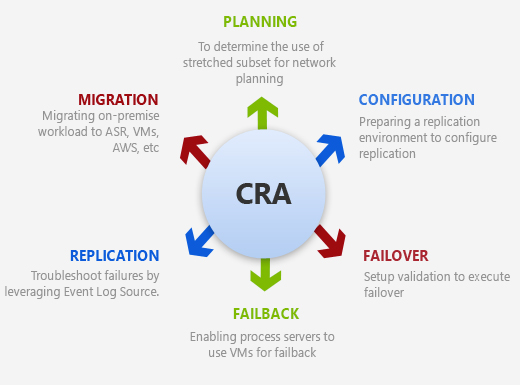 PLANNING
To determine the use of
stretched subset for network
planning
MIGRATION
Migrating on-premise
workload to ASR, VMs,
AWS, etc
CONFIGURATION
Preparing a replication
environment to configure
replication
CRA
REPLICATION
Troubleshoot failures by
leveraging Event Log Source.
FAILOVER
Setup validation to execute
failover
FAILBACK
Enabling process servers to
use VMs for failback